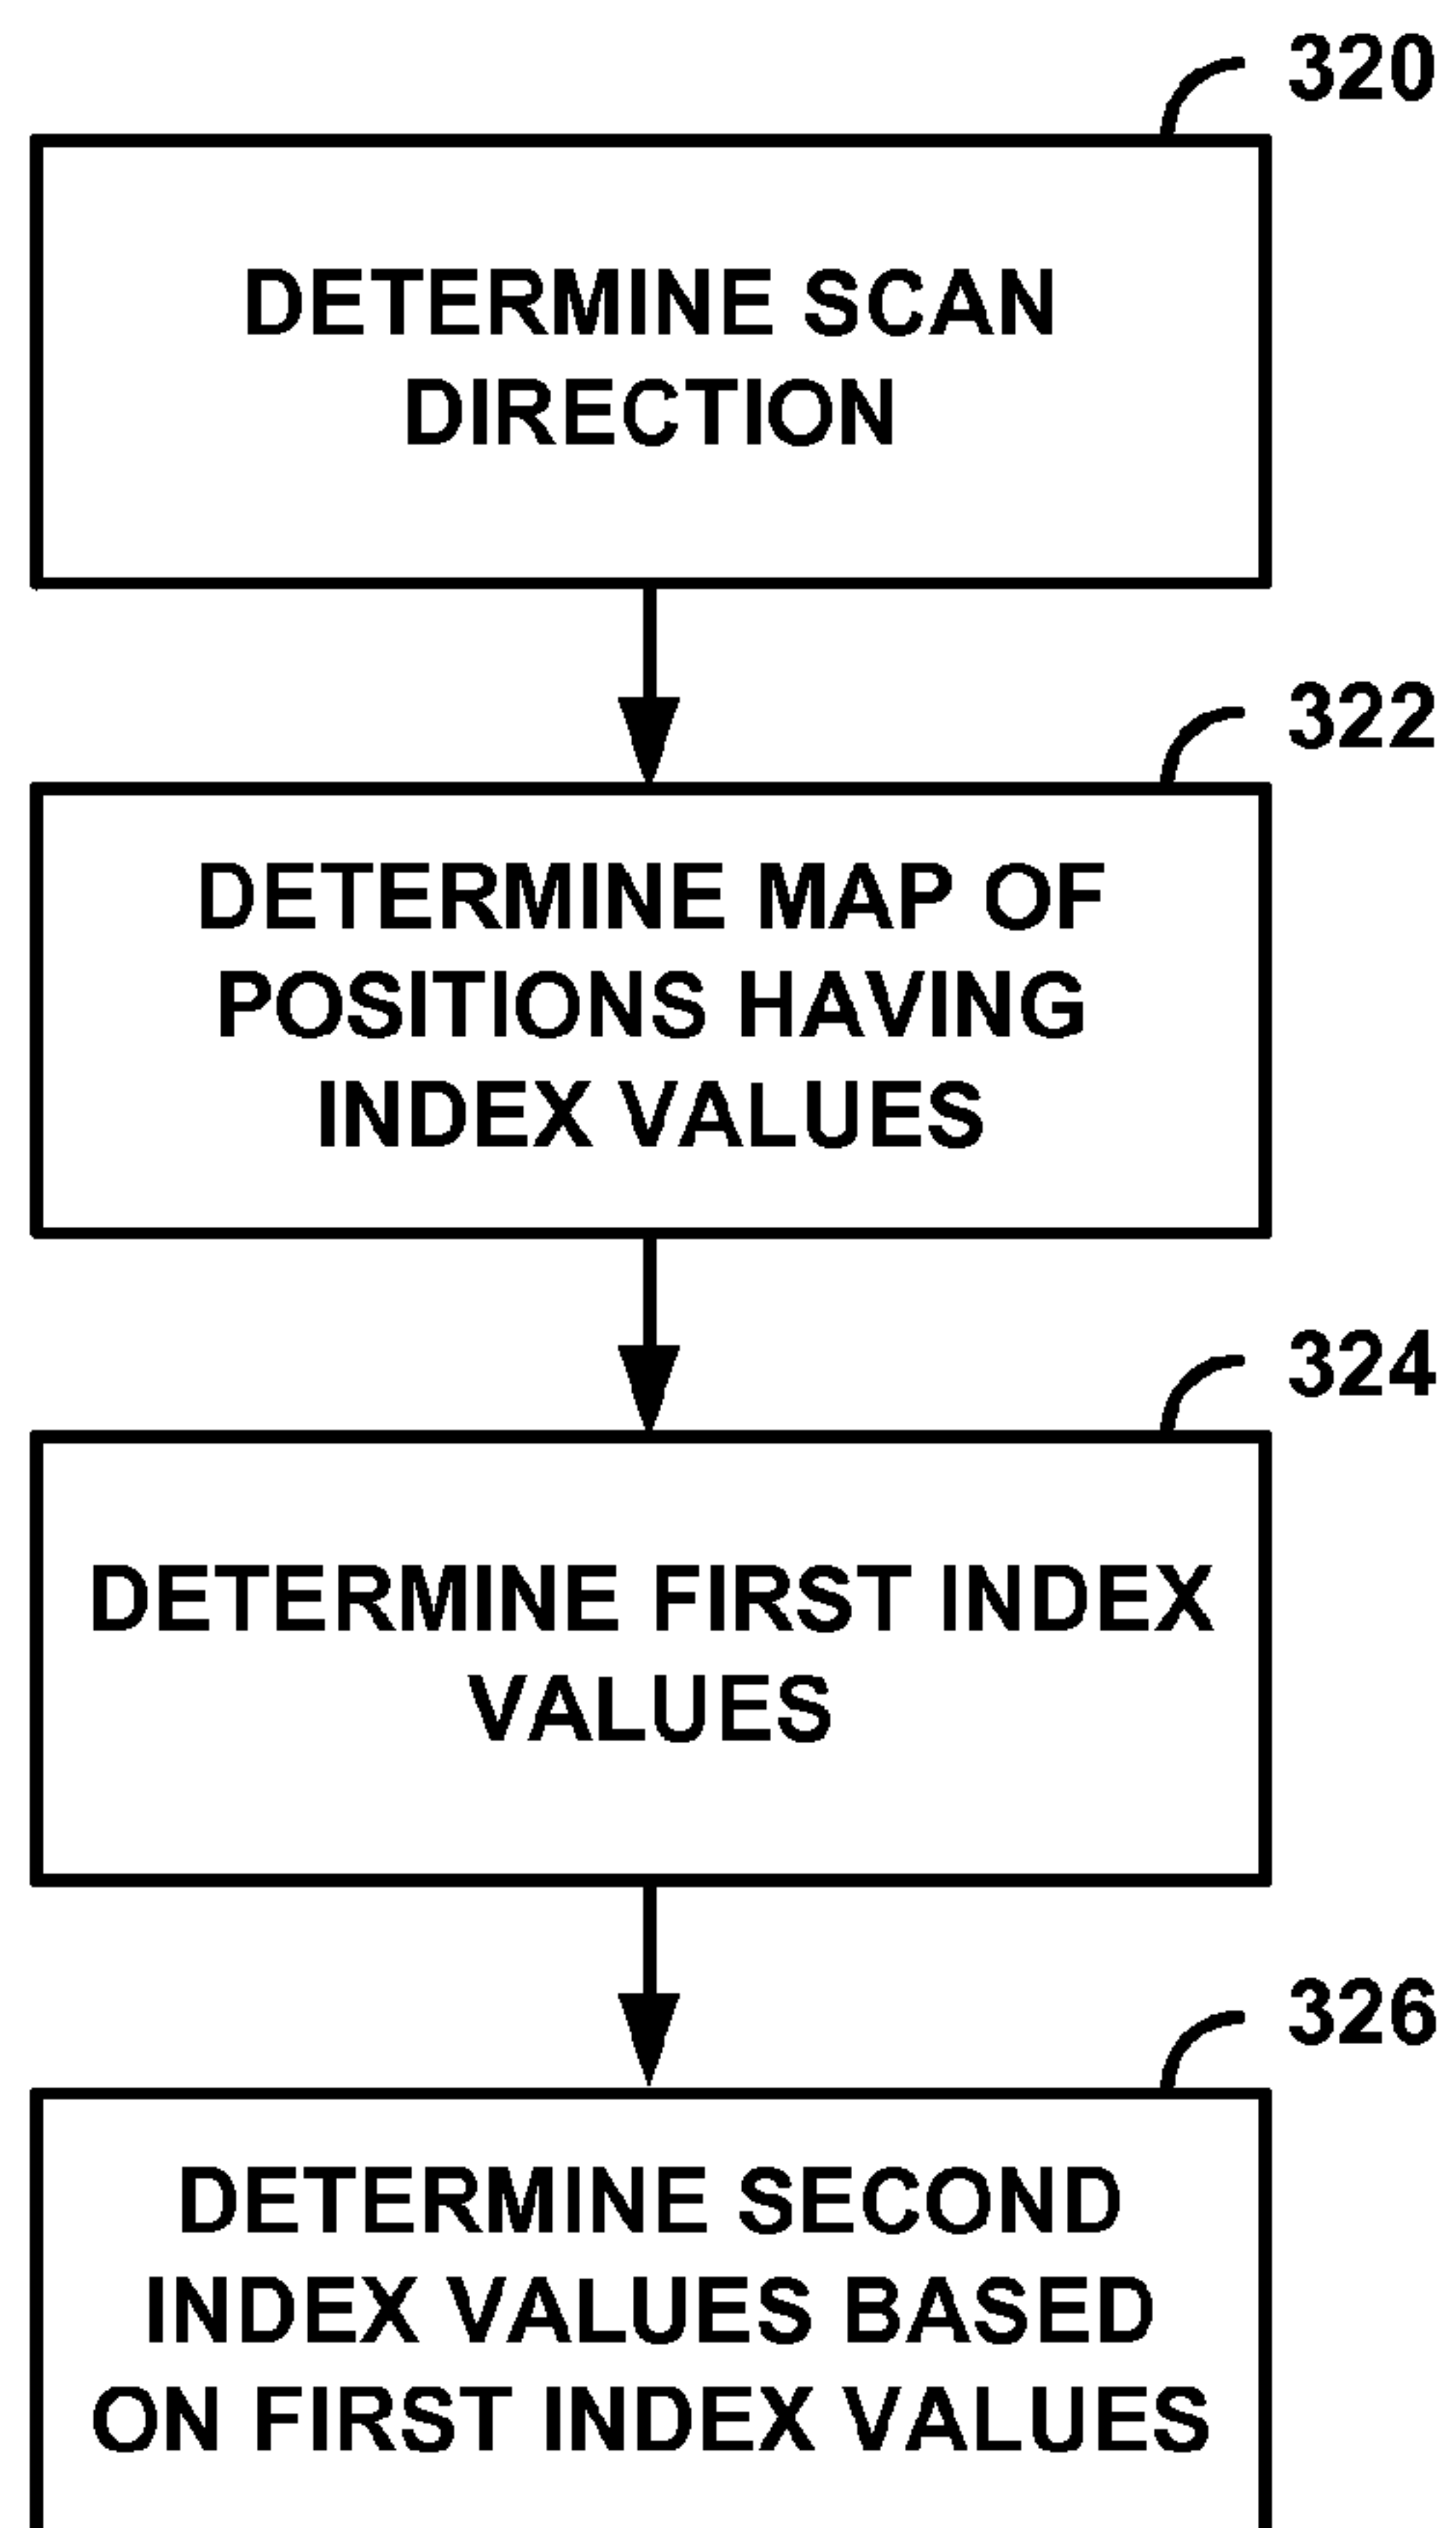 320
DETERMINE SCAN
DIRECTION
322
DETERMINE MAP OF
POSITIONS HAVING
INDEX VALUES
324
DETERMINE FIRST INDEX
VALUES
326
DETERMINE SECOND
INDEX VALUES BASED
ON FIRST INDEX VALUES